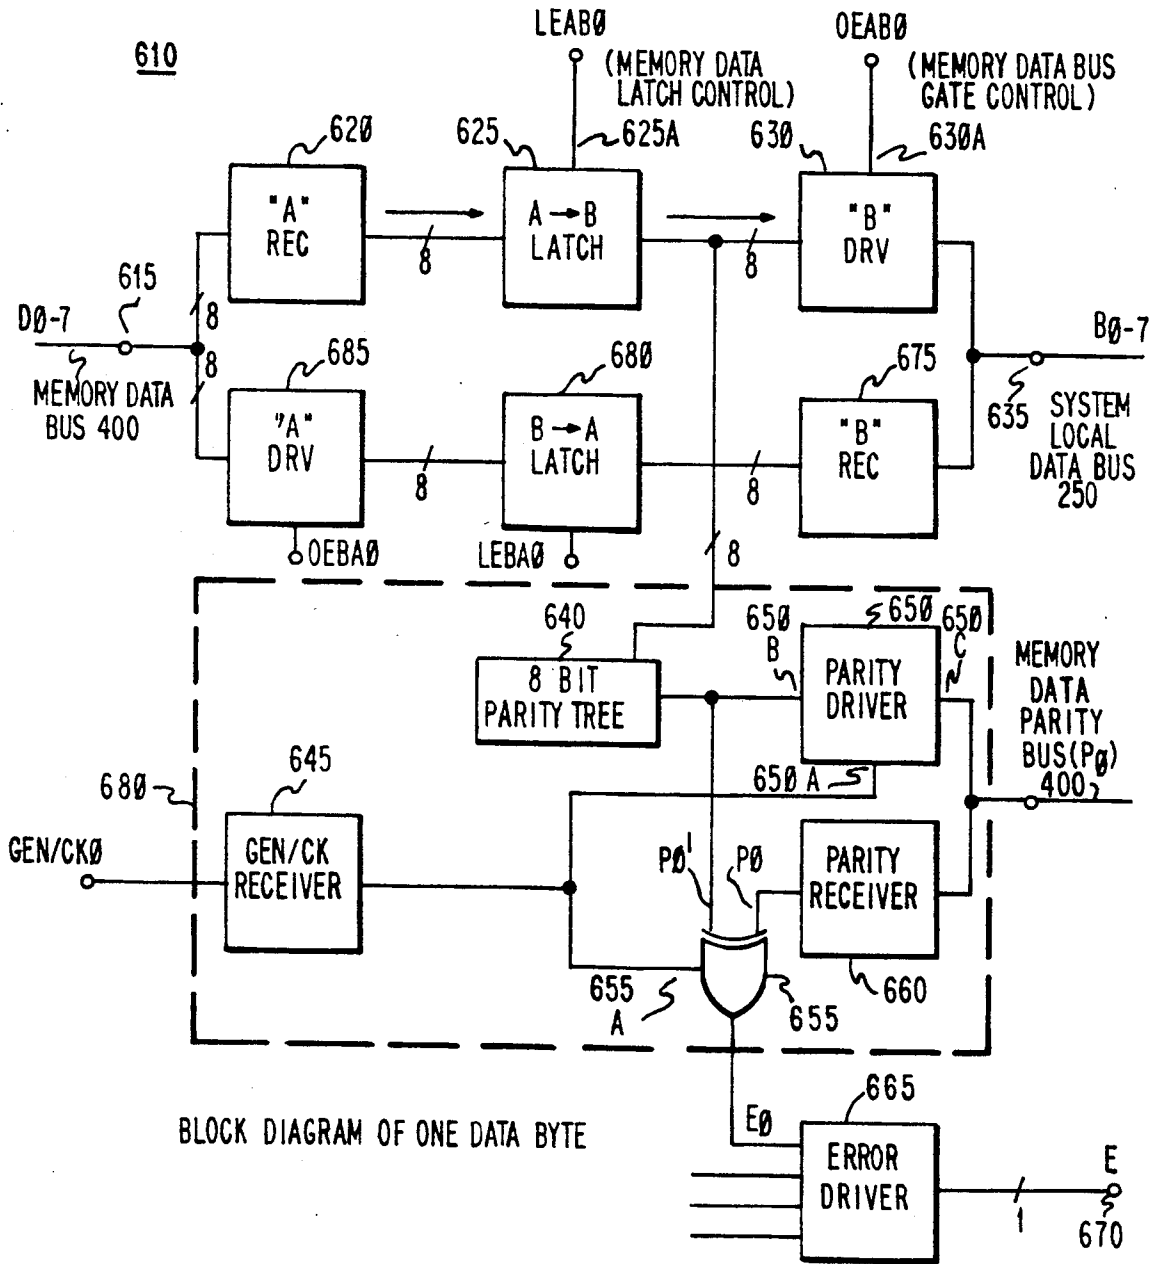 610
LEABØ
(MEMORY DATA
LATCH CONTROL)
OEABØ
(MEMORY DATA BUS
GATE CONTROL)
620
625
625A
630
630A
"A"
REC
A → B
LATCH
"B"
DRV
8
8
8
615
DØ-7
8
8
MEMORY DATA
BUS 400
685
680
675
BØ-7
635
SYSTEM
LOCAL
DATA BUS
250
"A"
DRV
B → A
LATCH
"B"
REC
8
8
OEBAØ
LEBAØ
8
640
8 BIT
PARITY TREE
650
B
650
650
C
PARITY
DRIVER
650 A
MEMORY
DATA
PARITY
BUS(PØ)
400
680
645
GEN/CKØ
GEN/CK
RECEIVER
PØ'
PØ
PARITY
RECEIVER
660
655
A
655
665
BLOCK DIAGRAM OF ONE DATA BYTE
EØ
ERROR
DRIVER
1
E
670